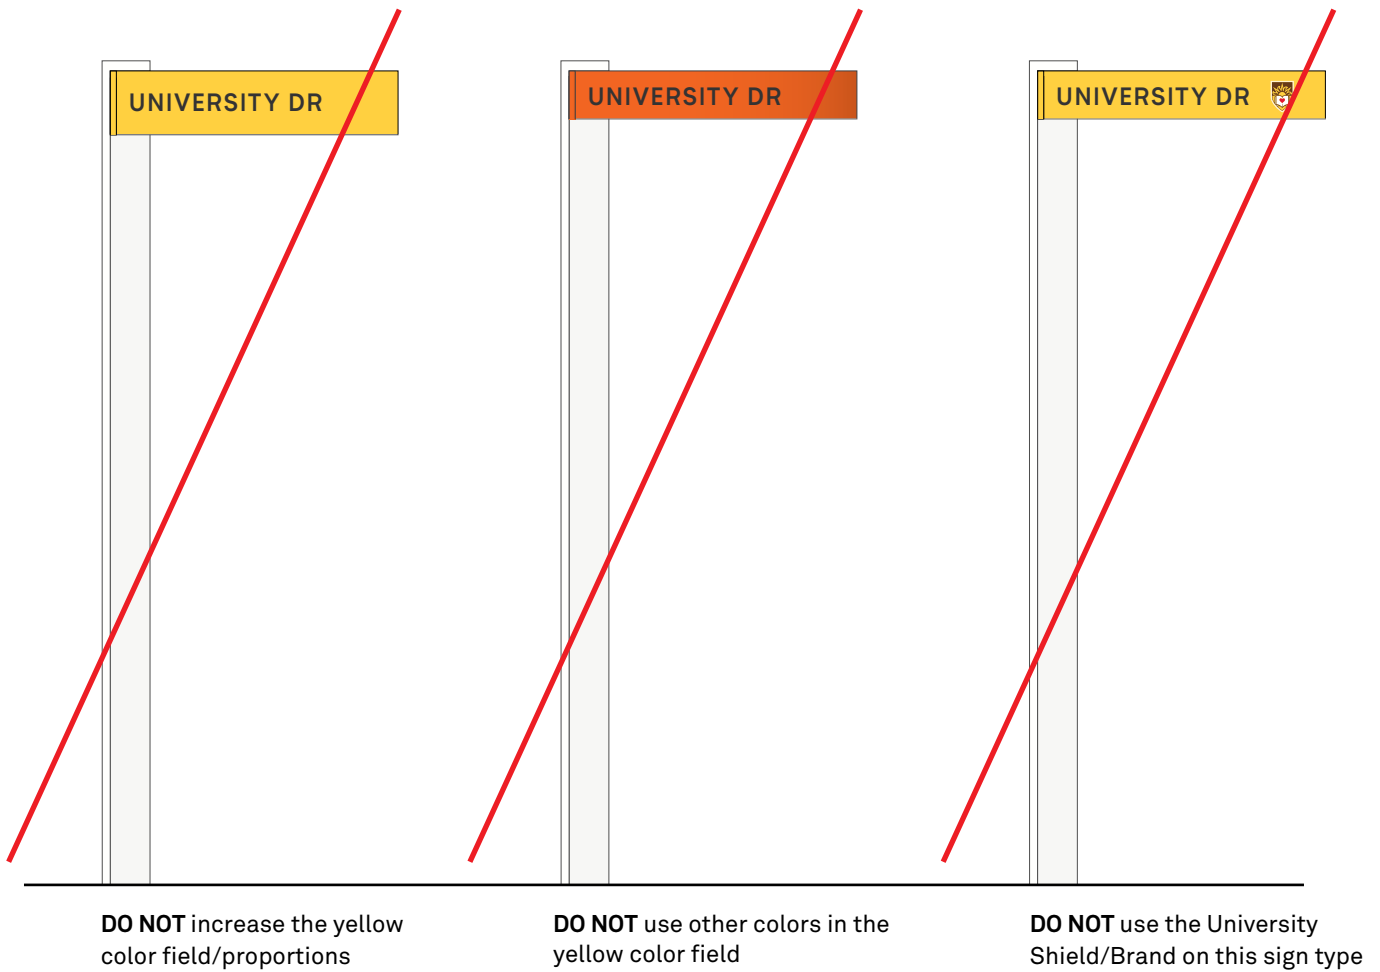 UNIVERSITY DR
UNIVERSITY DR
UNIVERSITY DR
DO NOT increase the yellow
color field/proportions
DO NOT use other colors in the
yellow color field
DO NOT use the University
Shield/Brand on this sign type